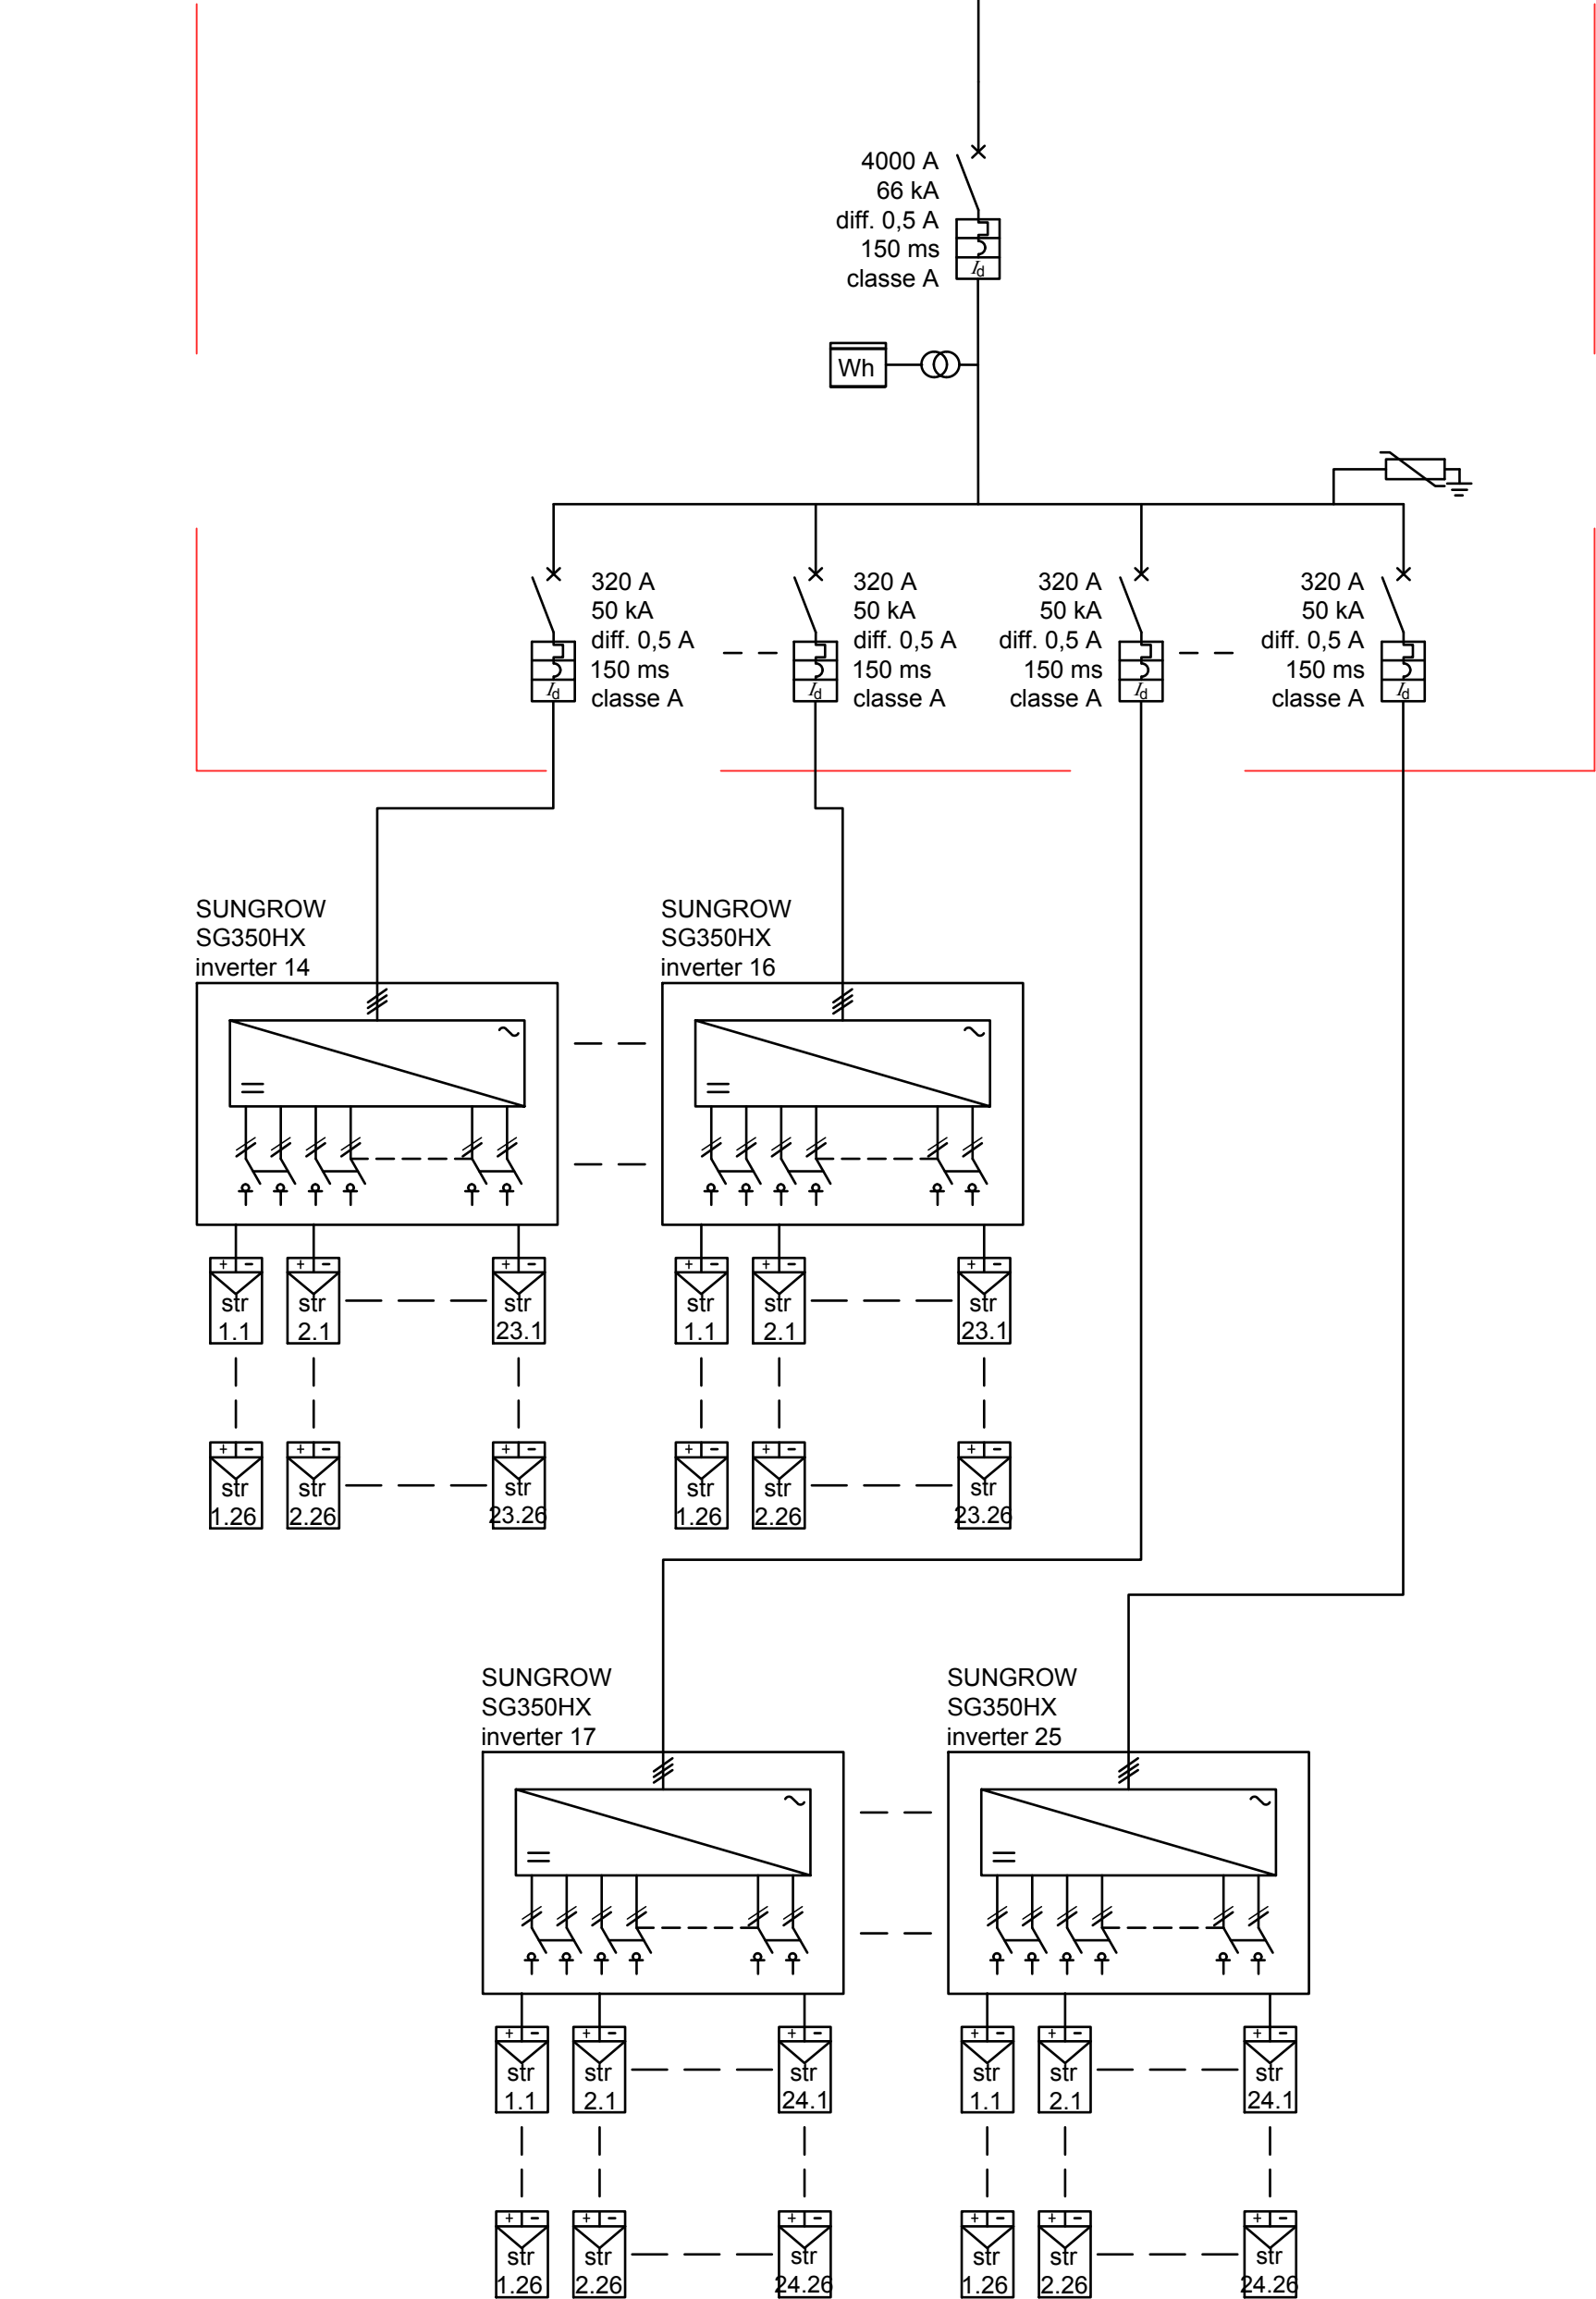 4000 A
66 kA
diff. 0,5 A
150 ms
classe A
Id
Wh
320 A
50 kA
diff. 0,5 A
150 ms
classe A
Id
320 A
50 kA
diff. 0,5 A
150 ms
classe A
Id
320 A
50 kA
diff. 0,5 A
150 ms
classe A
Id
320 A
50 kA
diff. 0,5 A
150 ms
classe A
Id
SUNGROW
SG350HX
inverter 14
SUNGROW
SG350HX
inverter 16
+ -
str
1.1
+ -
str
2.1
+ -
str
23.1
+ -
str
1.1
+ -
str
2.1
+ -
str
23.1
+ -
str
1.26
+ -
str
2.26
+ -
str
23.26
+ -
str
1.26
+ -
str
2.26
+ -
str
23.26
SUNGROW
SG350HX
inverter 17
SUNGROW
SG350HX
inverter 25
+ -
str
1.1
+ -
str
2.1
+ -
str
24.1
+ -
str
1.1
+ -
str
2.1
+ -
str
24.1
+ -
str
1.26
+ -
str
2.26
+ -
str
24.26
+ -
str
1.26
+ -
str
2.26
+ -
str
24.26